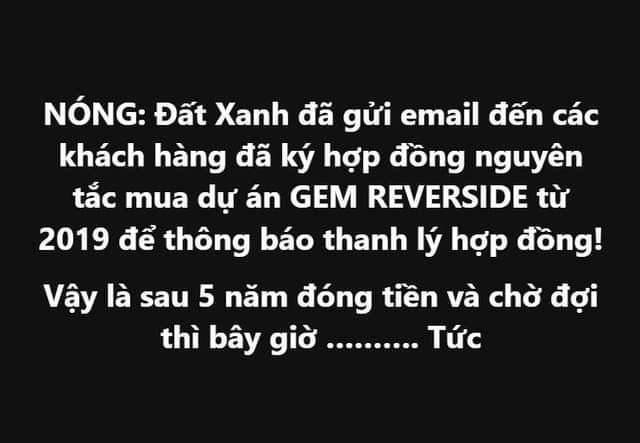 NÓNG: Đất Xanh đã gửi email đến các
khách hàng đã ký hợp đồng nguyên
tắc mua dự án GEM REVERSIDE từ
2019 để thông báo thanh lý hợp đồng!
Vậy là sau 5 năm đóng tiền và chờ đợi
thì bây giờ .......... Tức